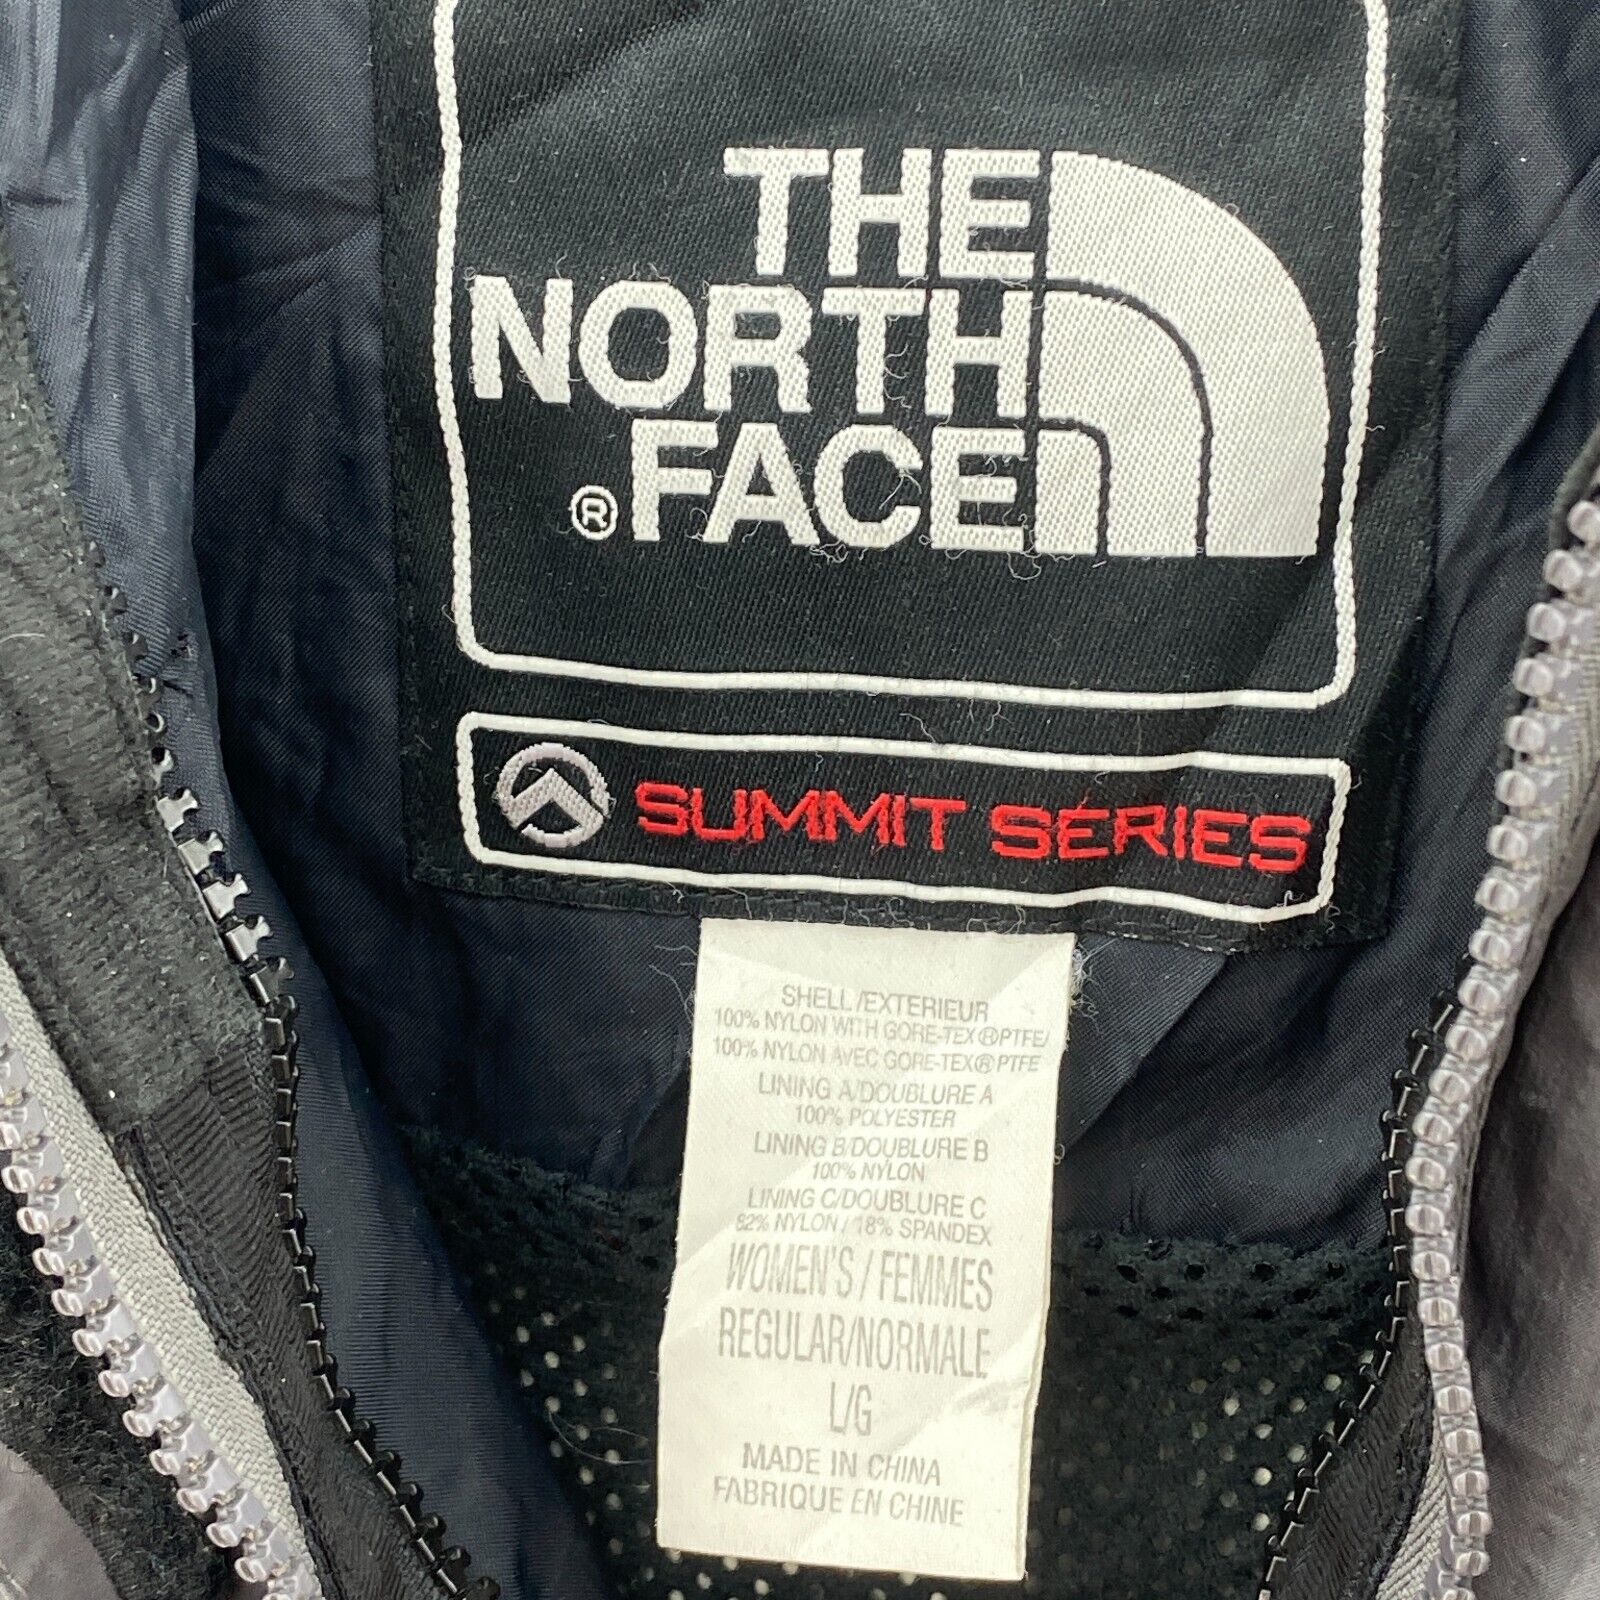 THE
NORTH
® FACE
SUMMIT SERIES
SHELL/EXTERIEUR
100% NYLON WITH GORE-TEX®PTFE/
100% NYLON AVEC GORE-TEX®PTFE
LINING A/DOUBLURE A
100% POLYESTER
LINING B/DOUBLURE B
100% NYLON
LINING C/DOUBLURE C
82% NYLON / 18% SPANDEX
WOMEN'S / FEMMES
REGULAR/NORMALE
L/G
MADE IN CHINA
FABRIQUE EN CHINE